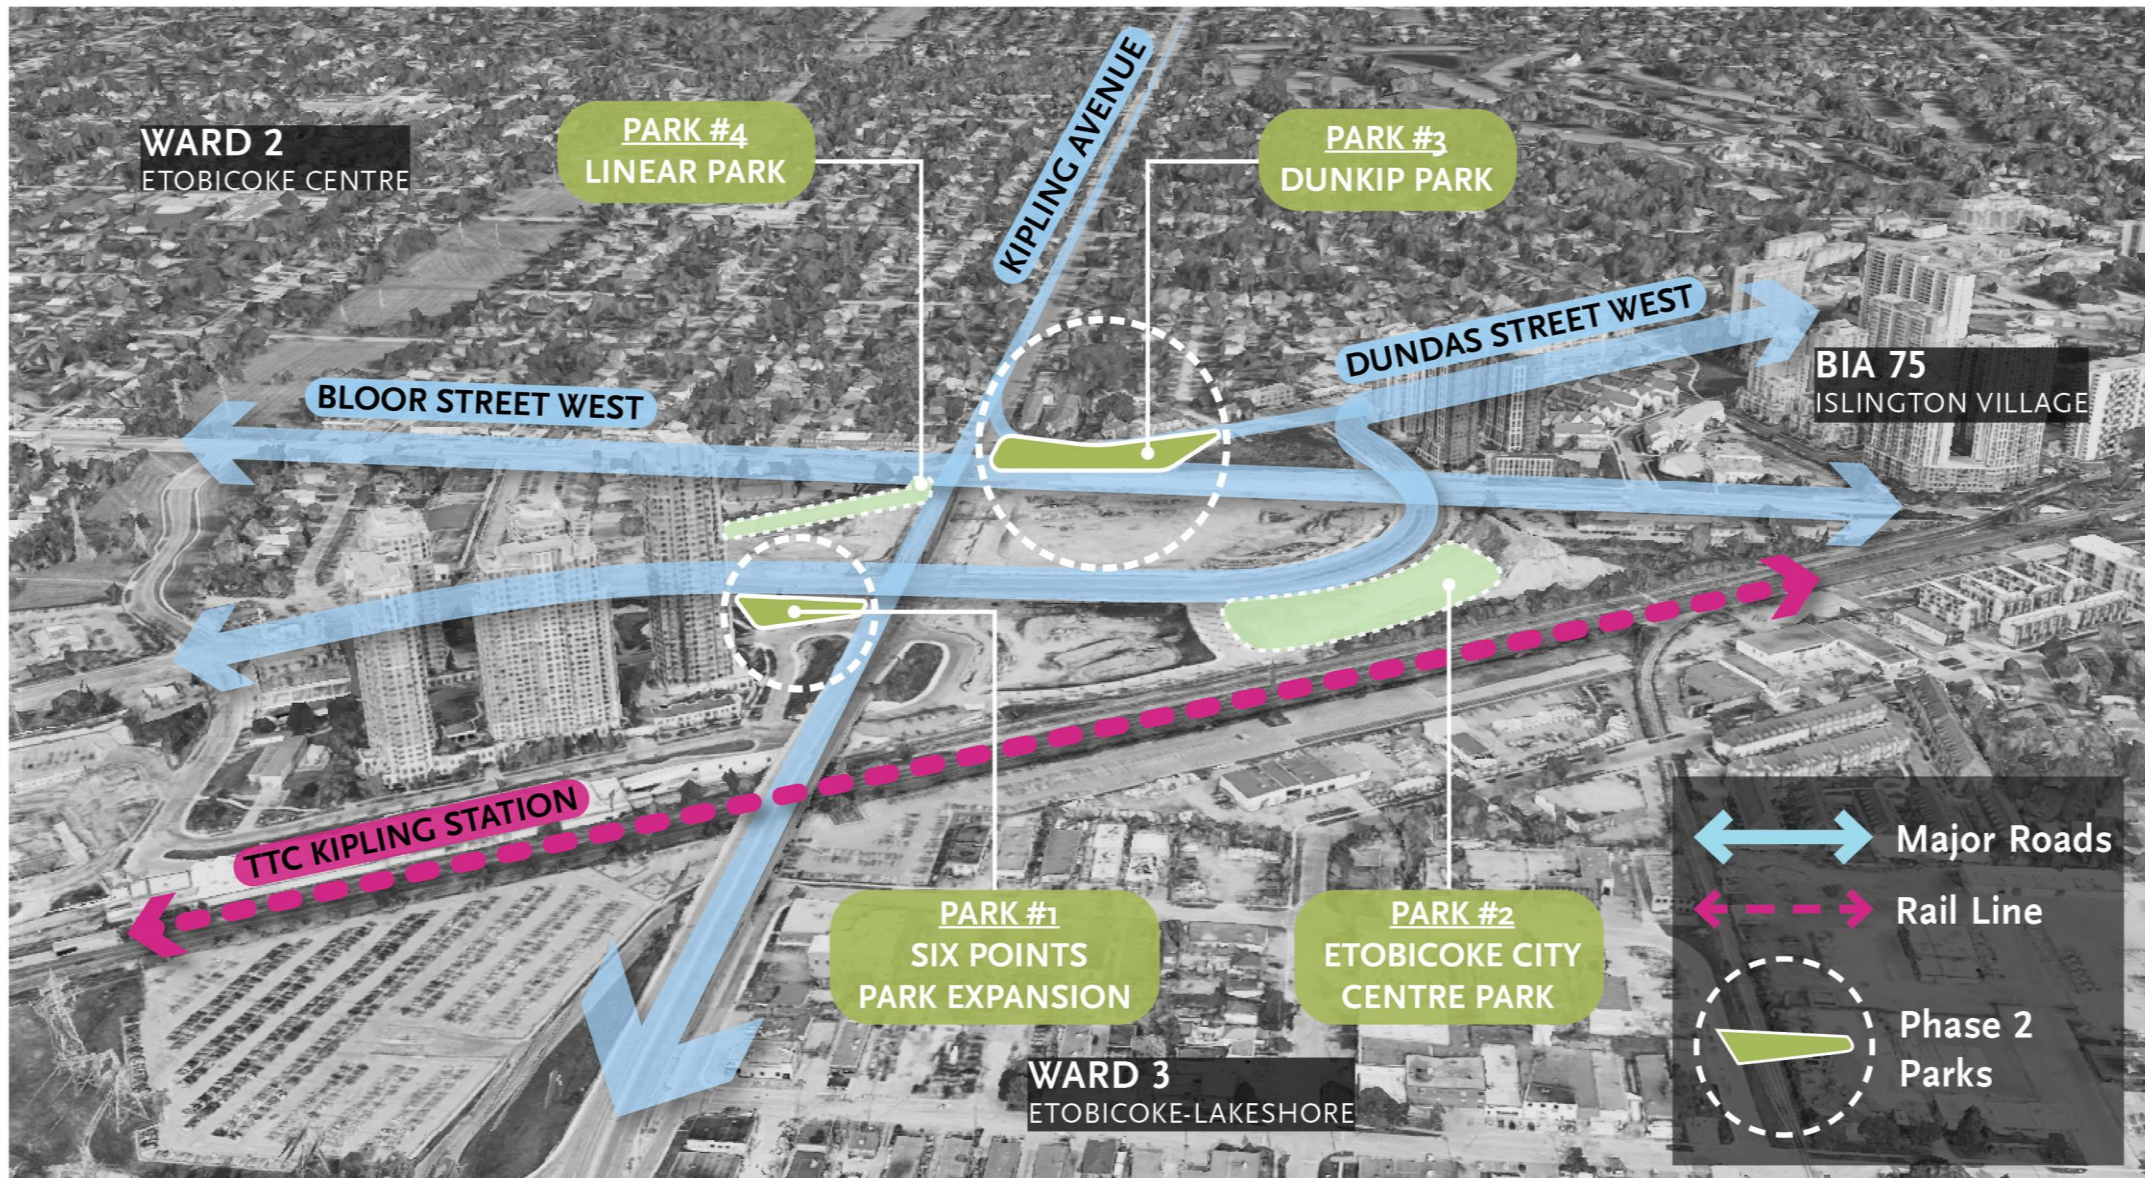 KIPLING AVENUE
WARD 2
ETOBICOKE CENTRE
PARK #4
LINEAR PARK
PARK #3
DUNKIP PARK
DUNDAS STREET WEST
BLOOR STREET WEST
BIA 75
ISLINGTON VILLAGE
TTC KIPLING STATION
PARK #1
SIX POINTS
PARK EXPANSION
PARK #2
ETOBICOKE CITY
CENTRE PARK
WARD 3
ETOBICOKE-LAKESHORE
Major Roads
Rail Line
Phase 2
Parks